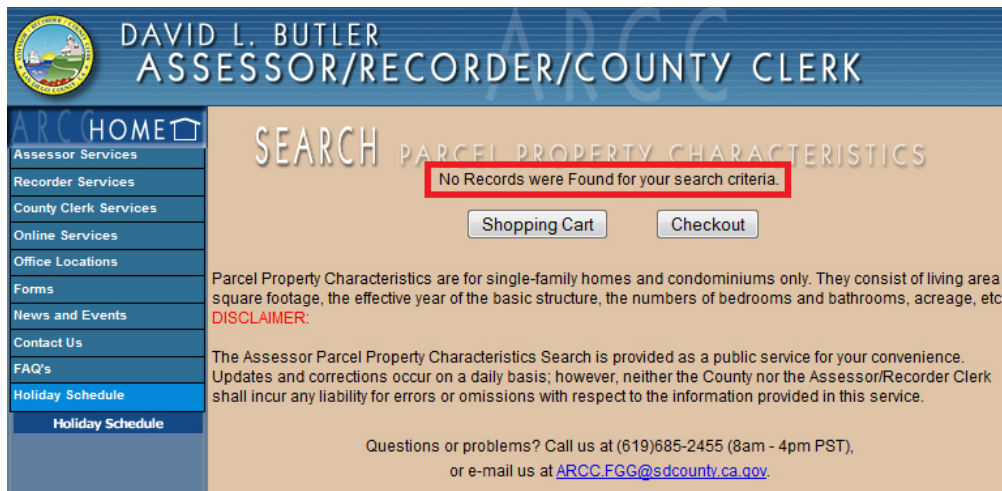 DAVID L. BUTLER
ASSESSOR/RECORDER/COUNTY CLERK
ARCC
ARCC HOME
Assessor Services
Recorder Services
County Clerk Services
Online Services
Office Locations
Forms
News and Events
Contact Us
FAQ's
Holiday Schedule
Holiday Schedule
SEARCH PARCEL PROPERTY CHARACTERISTICS
No Records were Found for your search criteria.
Shopping Cart Checkout
Parcel Property Characteristics are for single-family homes and condominiums only. They consist of living area
square footage, the effective year of the basic structure, the numbers of bedrooms and bathrooms, acreage, etc
DISCLAIMER:
The Assessor Parcel Property Characteristics Search is provided as a public service for your convenience.
Updates and corrections occur on a daily basis; however, neither the County nor the Assessor/Recorder Clerk
shall incur any liability for errors or omissions with respect to the information provided in this service.
Questions or problems? Call us at (619)685-2455 (8am - 4pm PST),
or e-mail us at ARCC.FGG@sdcounty.ca.gov.